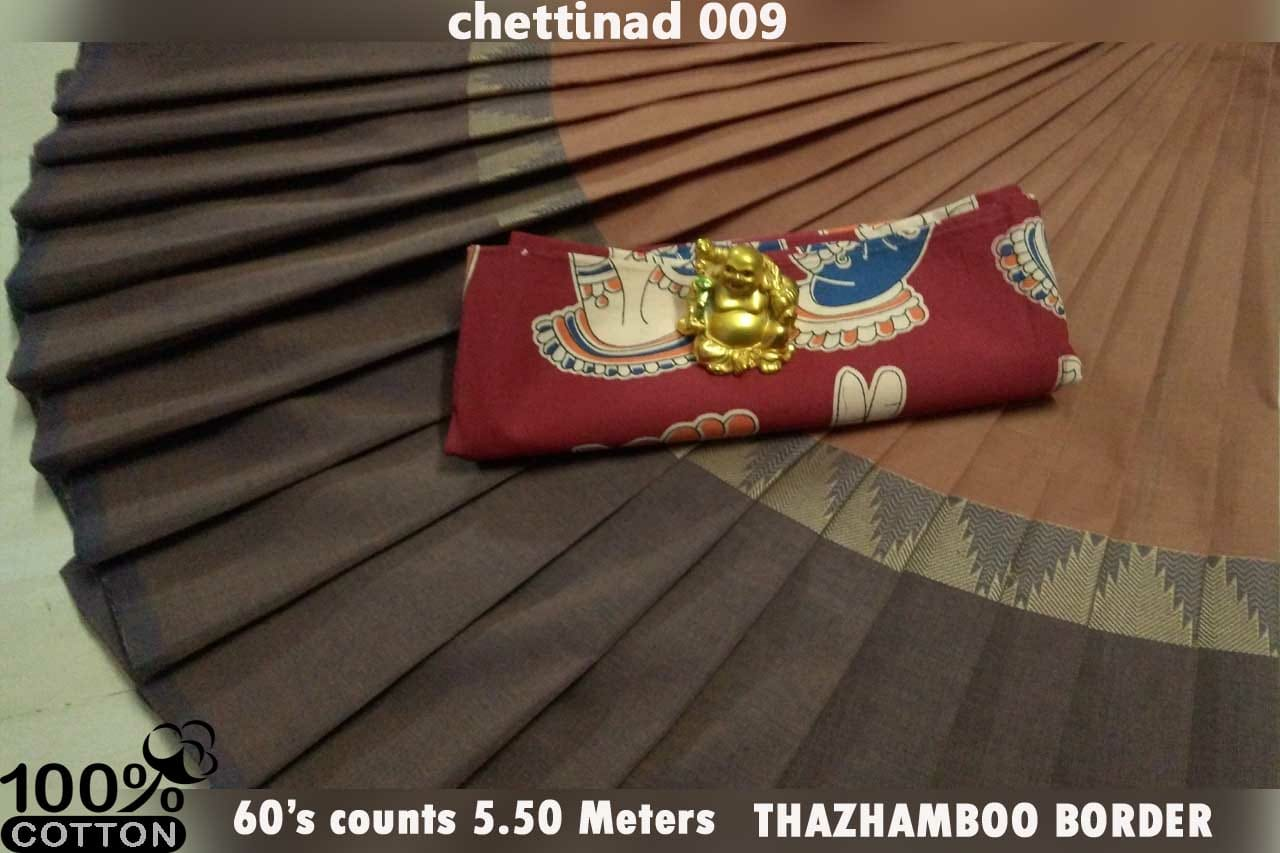 chettinad 009
100%
COTTON
60's counts 5.50 Meters THAZHAMBOO BORDER